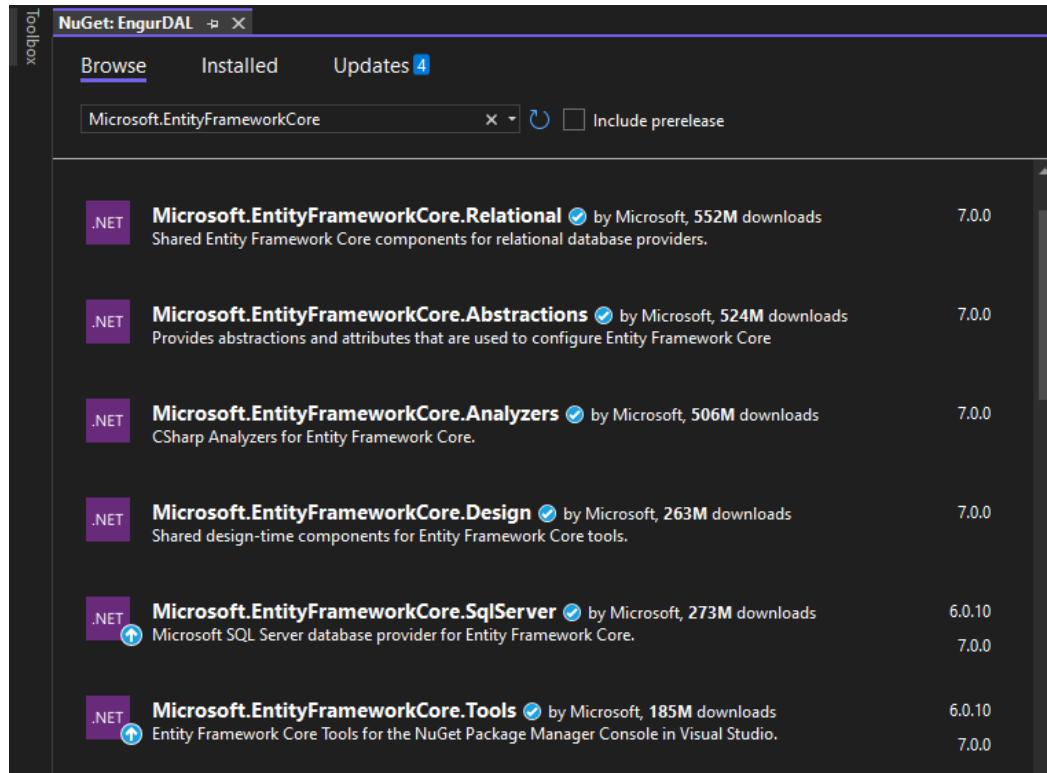 Toolbox
NuGet: EngurDAL
Browse Installed Updates 4
Microsoft.EntityFrameworkCore Include prerelease
.NET Microsoft.EntityFrameworkCore.Relational by Microsoft, 552M downloads 7.0.0
Shared Entity Framework Core components for relational database providers.
.NET Microsoft.EntityFrameworkCore.Abstractions by Microsoft, 524M downloads 7.0.0
Provides abstractions and attributes that are used to configure Entity Framework Core
.NET Microsoft.EntityFrameworkCore.Analyzers by Microsoft, 506M downloads 7.0.0
CSharp Analyzers for Entity Framework Core.
.NET Microsoft.EntityFrameworkCore.Design by Microsoft, 263M downloads 7.0.0
Shared design-time components for Entity Framework Core tools.
.NET Microsoft.EntityFrameworkCore.SqlServer by Microsoft, 273M downloads 6.0.10
Microsoft SQL Server database provider for Entity Framework Core. 7.0.0
.NET Microsoft.EntityFrameworkCore.Tools by Microsoft, 185M downloads 6.0.10
Entity Framework Core Tools for the NuGet Package Manager Console in Visual Studio. 7.0.0